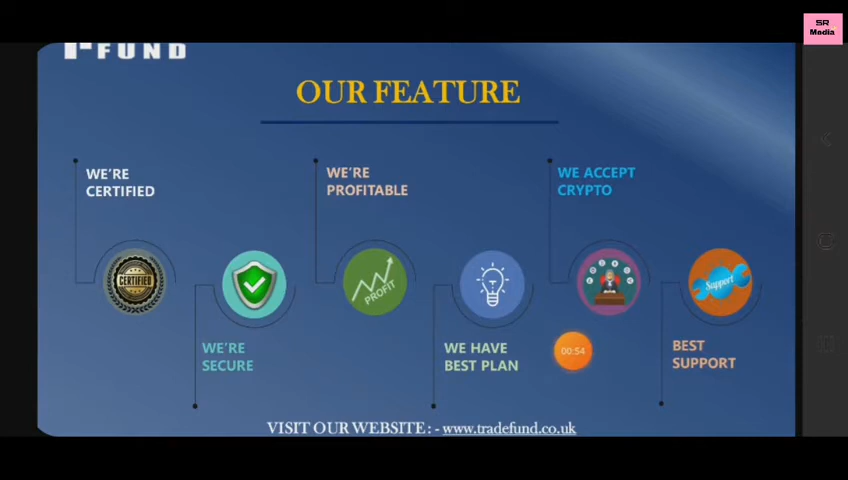 SR
Media
FUND
OUR FEATURE
WE'RE
CERTIFIED
WE'RE
PROFITABLE
WE ACCEPT
CRYPTO
CERTIFIED
PROFIT
Support
00:54
WE'RE
SECURE
WE HAVE
BEST PLAN
BEST
SUPPORT
VISIT OUR WEBSITE : - www.tradefund.co.uk